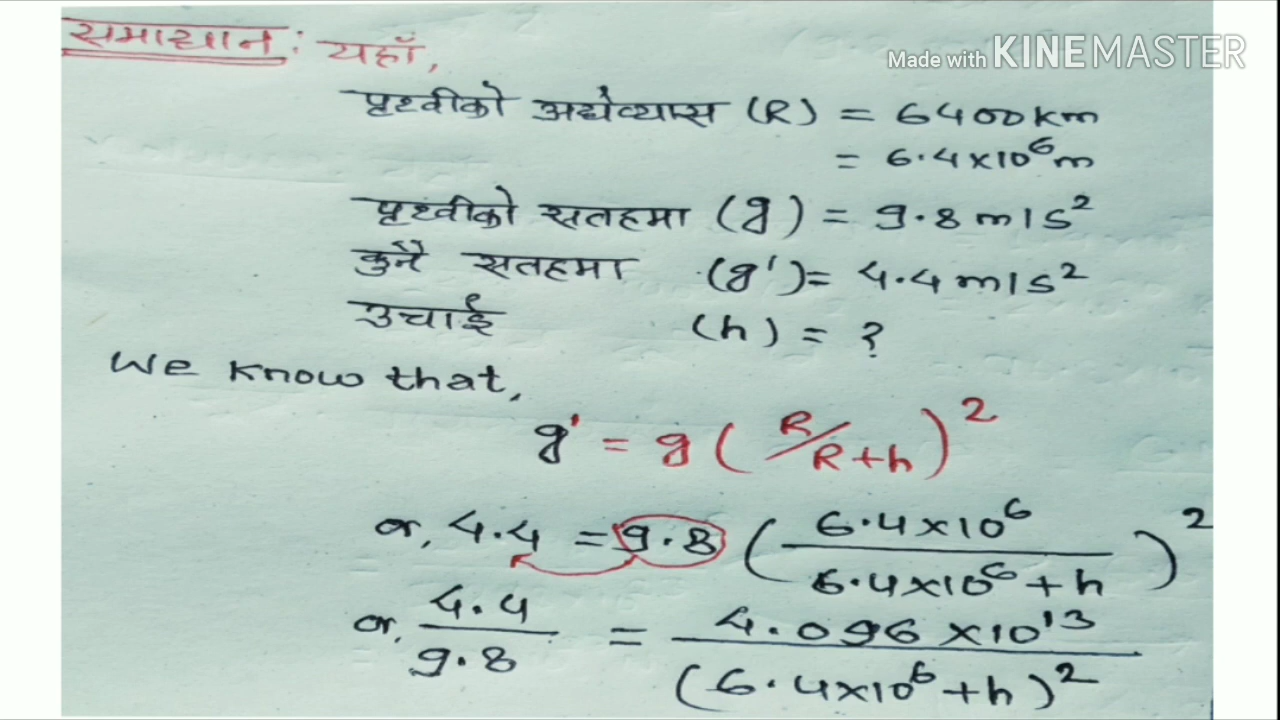 समाधान: यहाँ,
Made with KINEMASTER
पृथ्वीको अर्धव्यास (R) = 6400km
= 6.4×10⁶m
पृथ्वीको सतहमा (g) = 9.8m/s²
कुनै सतहमा (g')= 4.4m/s²
उचाई (h) = ?
We know that,
g' = g (R/R+h)²
or, 4.4 = 9.8 (6.4×10⁶/6.4×10⁶+h)²
or, 4.4/9.8 = 4.096×10¹³/(6.4×10⁶+h)²